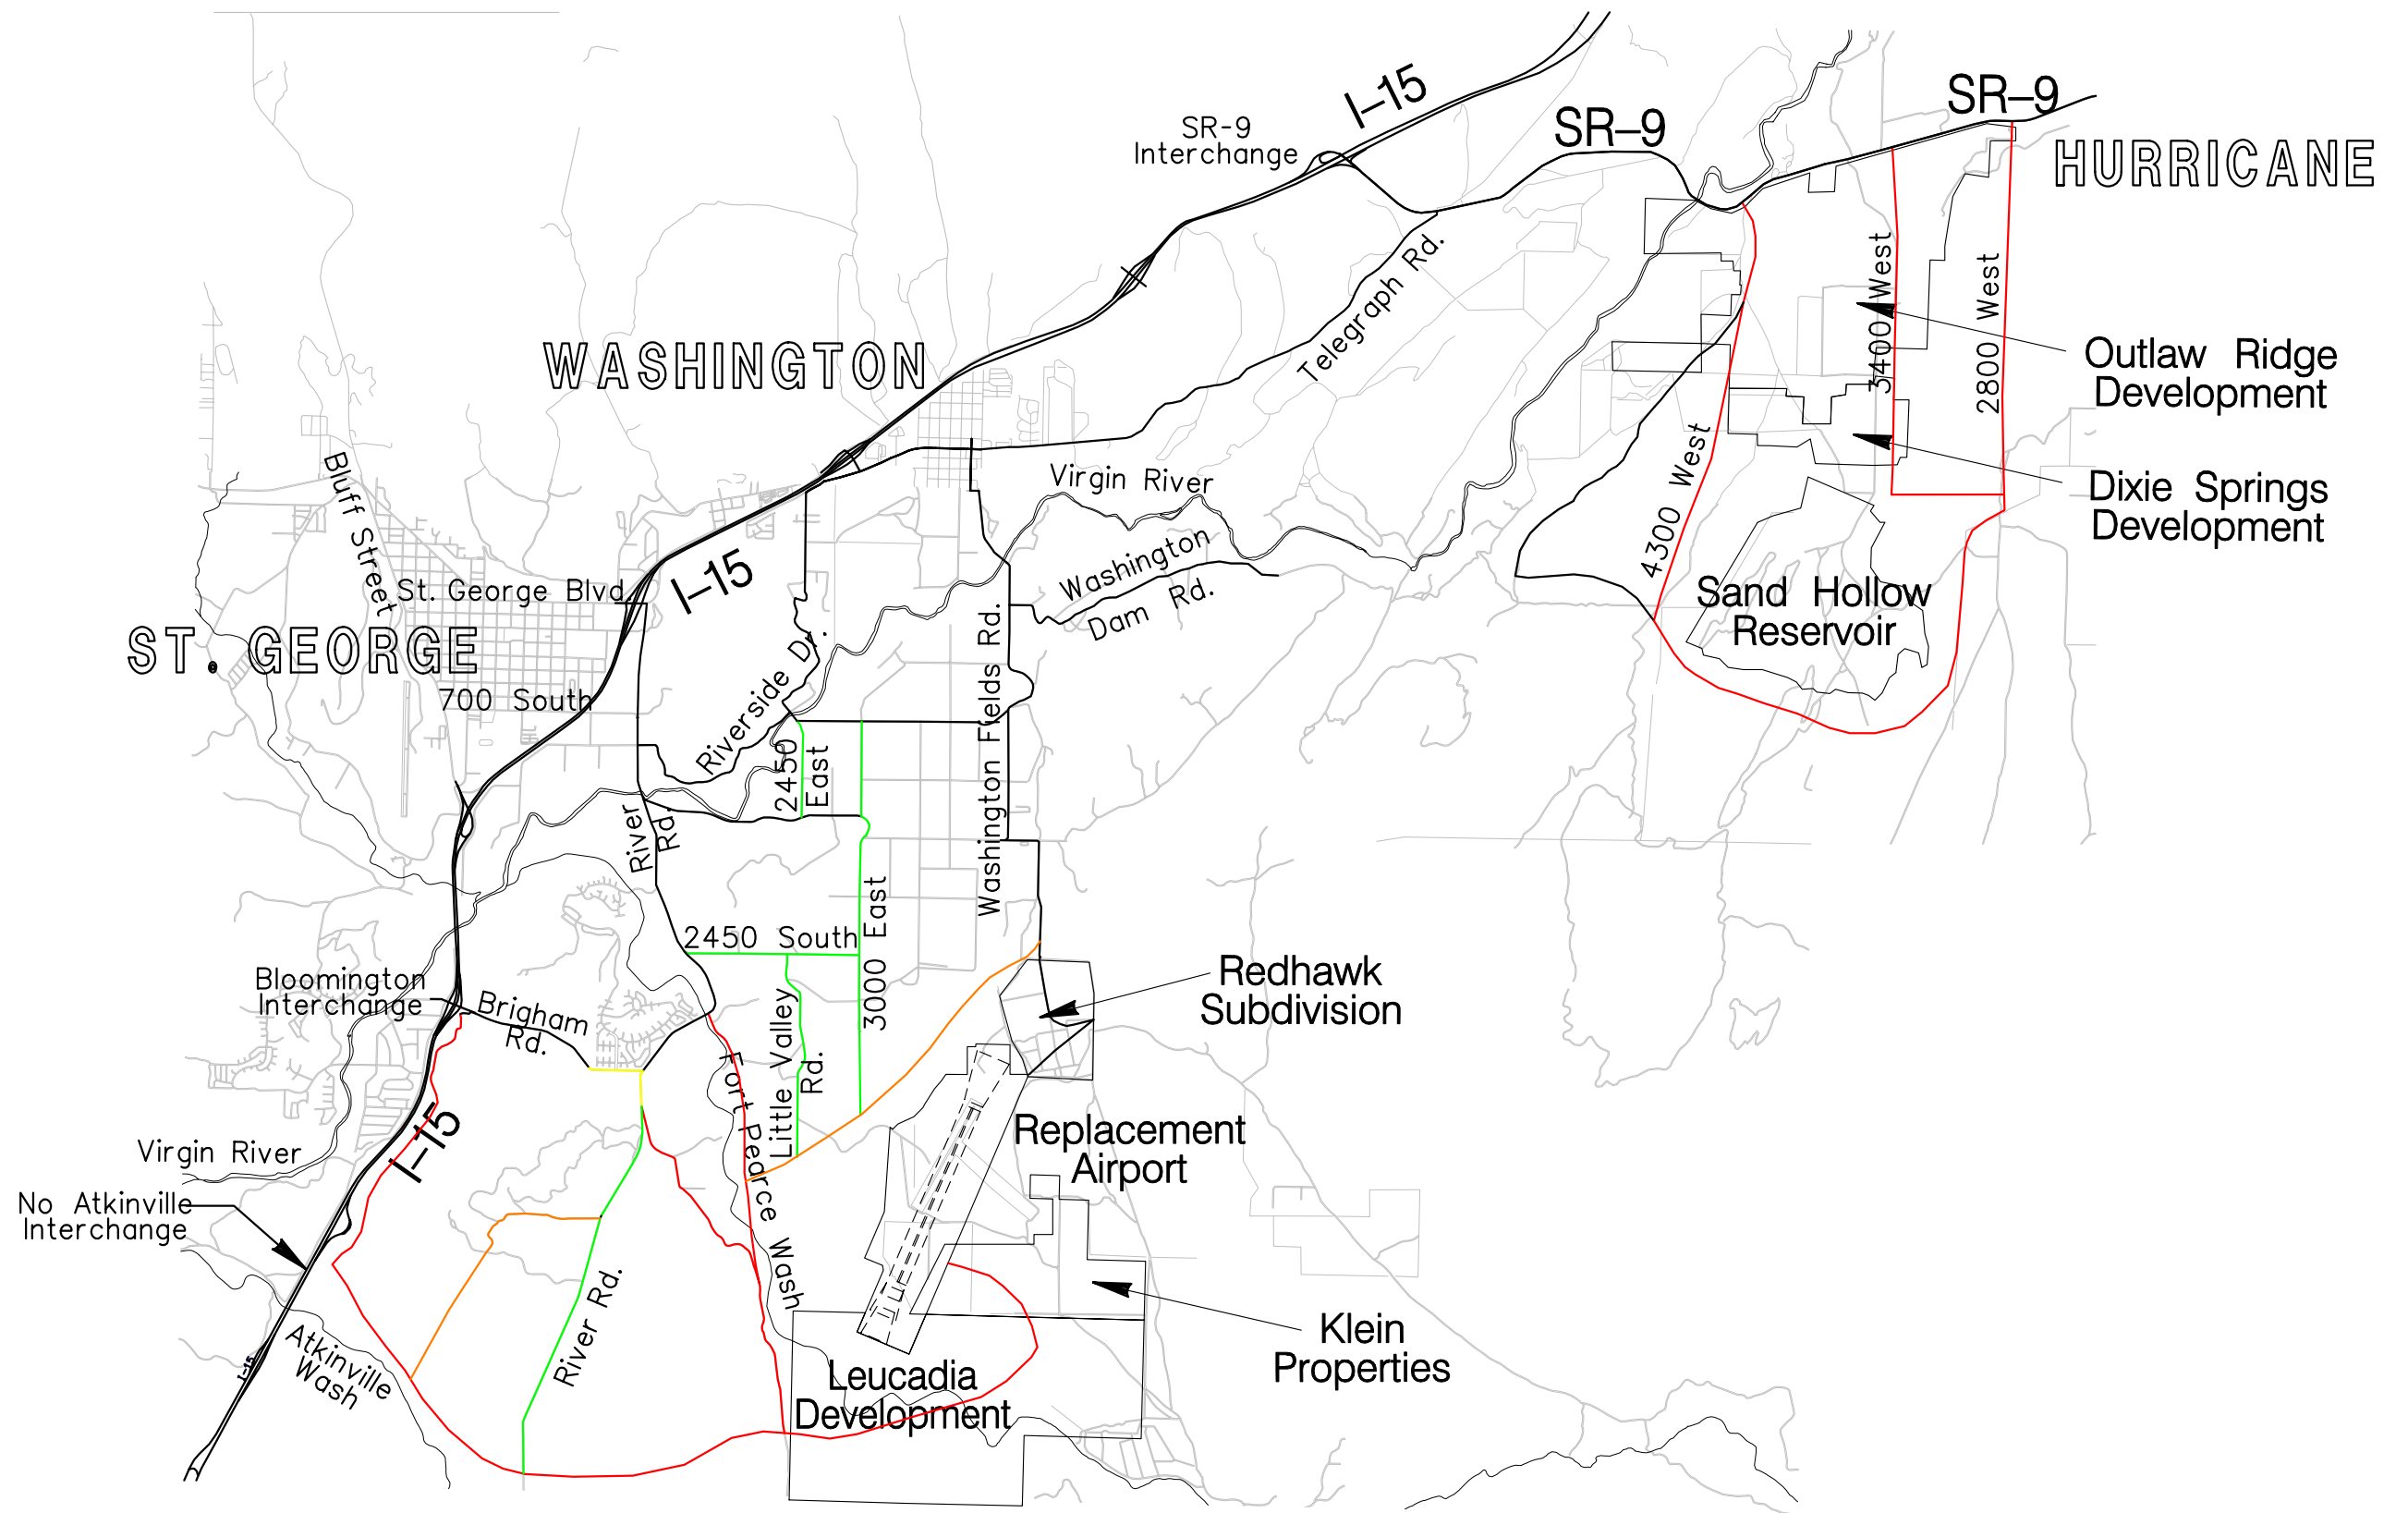 I-15
SR-9
SR-9
SR-9
Interchange
HURRICANE
Telegraph Rd.
3400 West
2800 West
Outlaw Ridge
Development
WASHINGTON
Bluff Street
Virgin River
4300 West
Dixie Springs
Development
Washington
Dam Rd.
I-15
St. George Blvd.
Sand Hollow
Reservoir
ST. GEORGE
700 South
Riverside Dr.
Washington Fields Rd.
2450
East
River
Rd.
3000 East
2450 South
Redhawk
Subdivision
Bloomington
Interchange
Brigham
Rd.
Little Valley
Rd.
Fort Pearce Wash
I-15
Replacement
Airport
Virgin River
No Atkinville
Interchange
River Rd.
Klein
Properties
Atkinville
Wash
I-15
Leucadia
Development